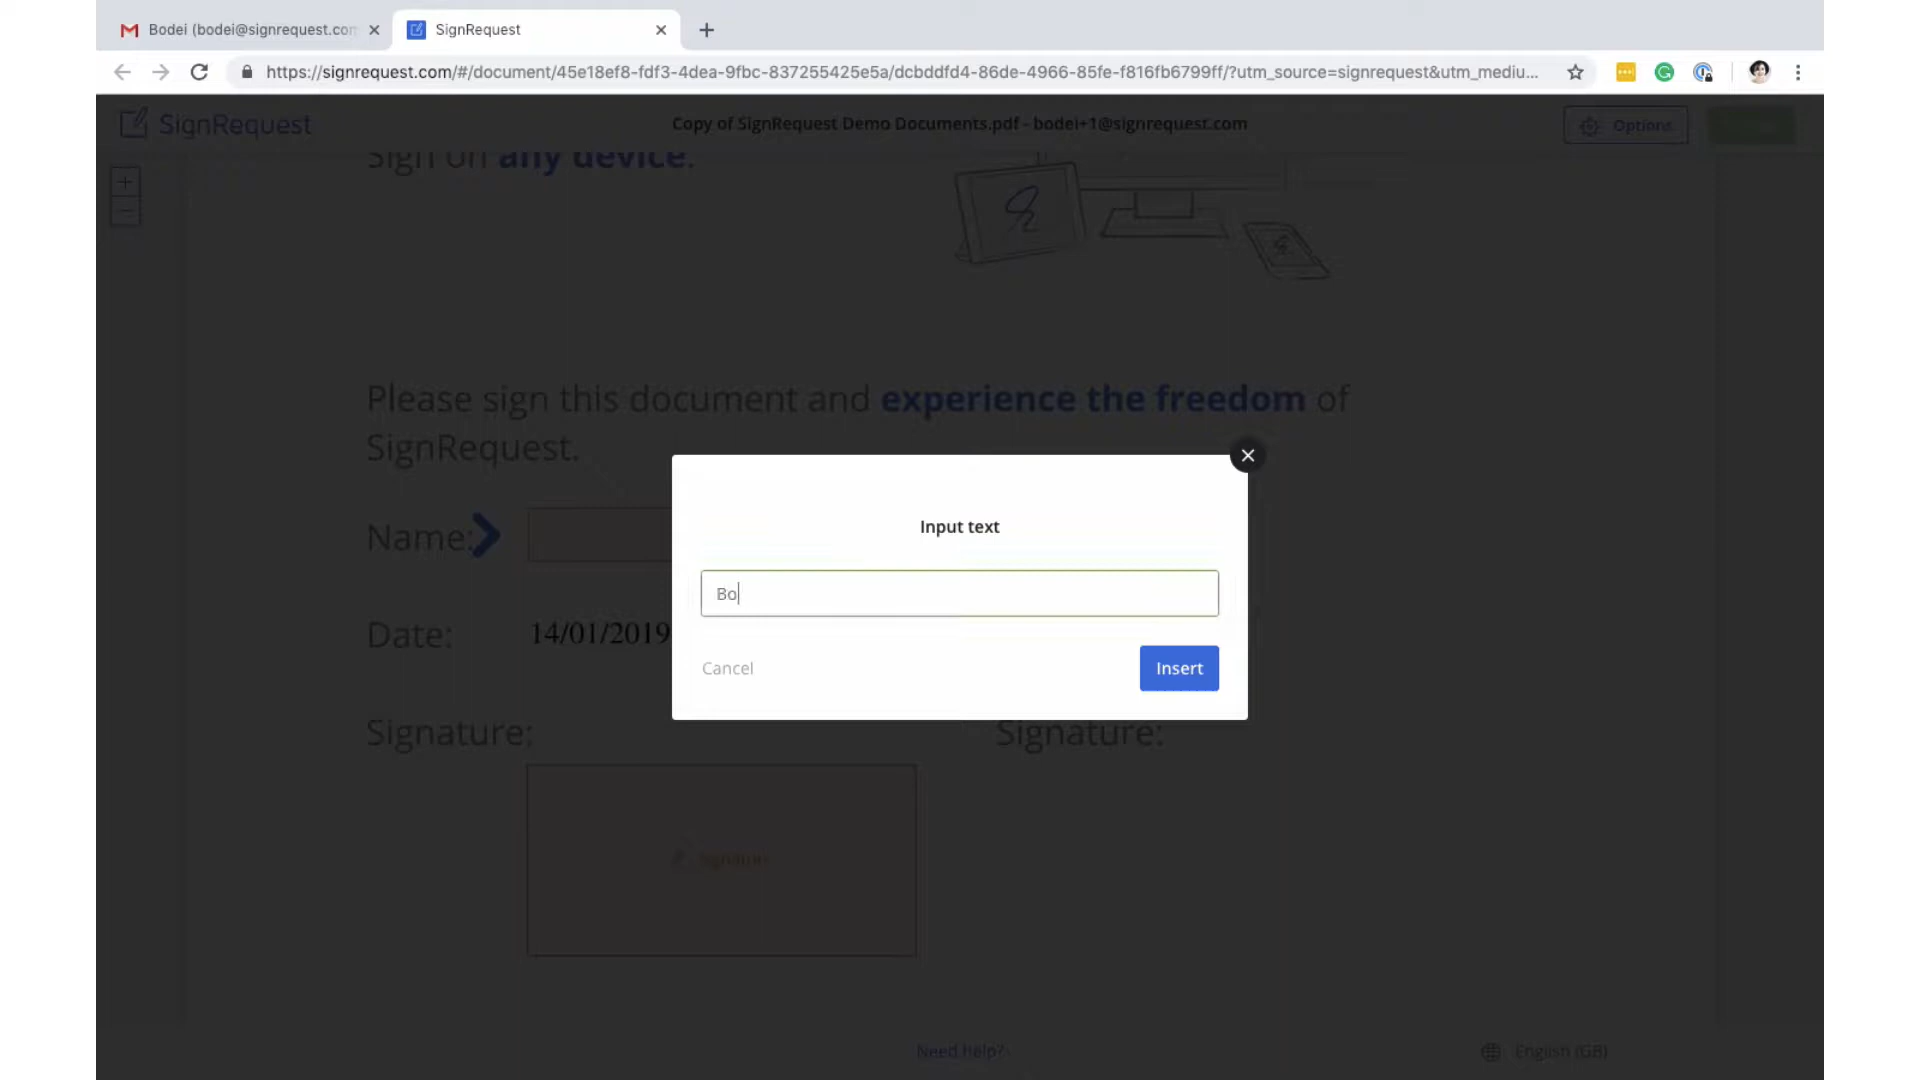 Bodei (bodei@signrequest.com
SignRequest
https://signrequest.com/#/document/45e18ef8-fdf3-4dea-9fbc-837255425e5a/dcbddfd4-86de-4966-85fe-f816fb6799ff/?utm_source=signrequest&utm_mediu...
SignRequest
Copy of SignRequest Demo Documents.pdf - bodei+1@signrequest.com
Options
Sign on any device.
Please sign this document and experience the freedom of
SignRequest.
Name:
Input text
Bo
Date:
14/01/2019
Cancel
Insert
Signature:
Signature:
signature
Need help?
English (GB)